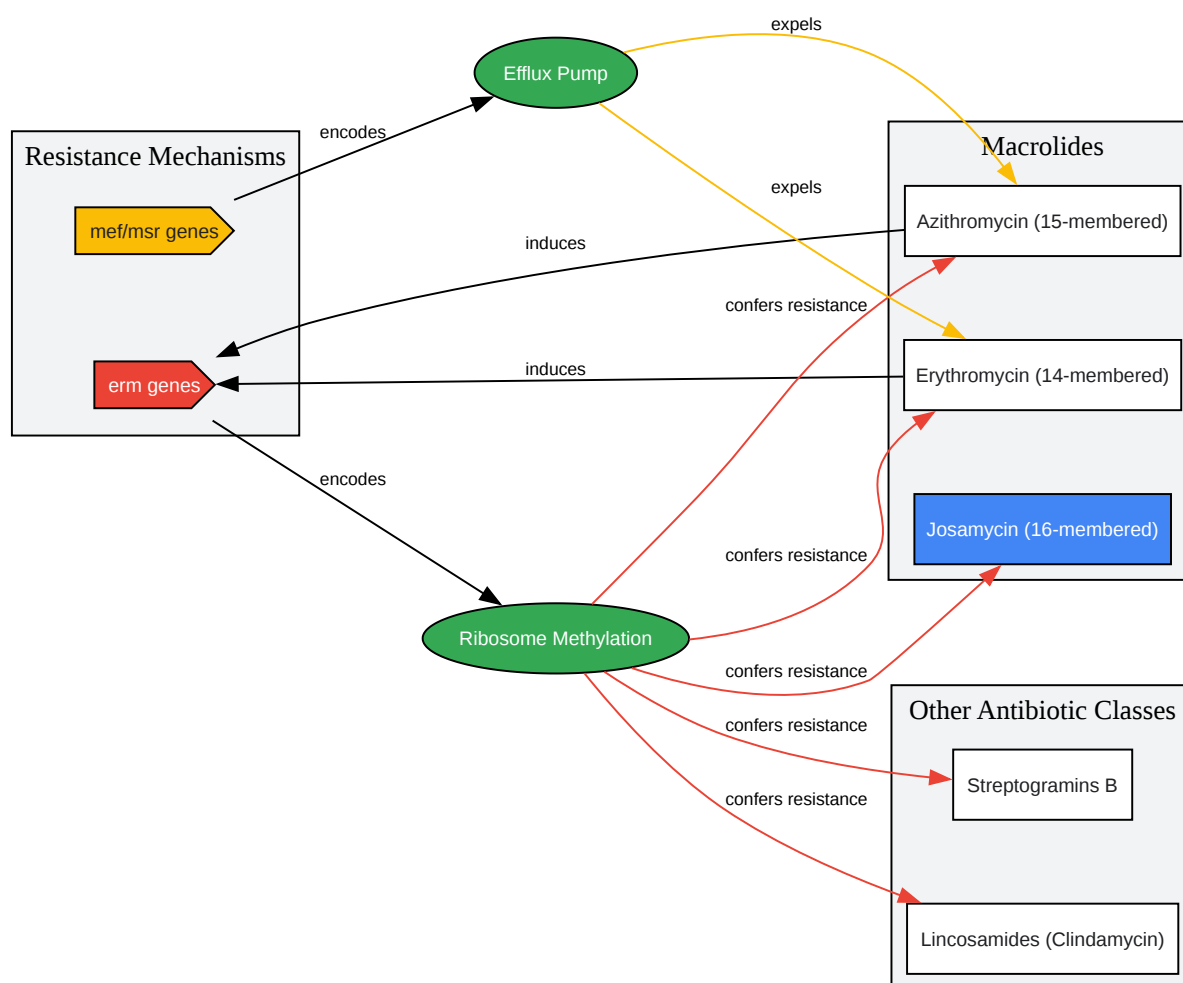 expels
Efflux Pump
encodes
Resistance Mechanisms
Macrolides
expels
mef/msr genes
Azithromycin (15-membered)
induces
confers resistance
induces
erm genes
Erythromycin (14-membered)
encodes
Josamycin (16-membered)
confers resistance
Ribosome Methylation
confers resistance
Other Antibiotic Classes
confers resistance
Streptogramins B
confers resistance
Lincosamides (Clindamycin)